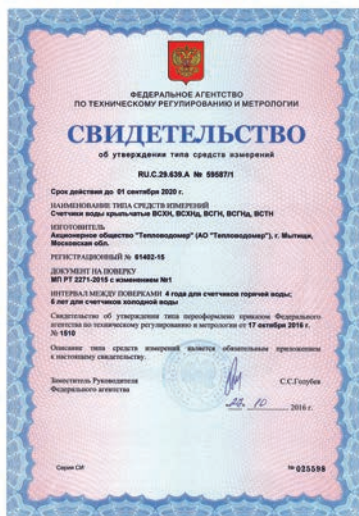 ФЕДЕРАЛЬНОЕ АГЕНТСТВО
ПО ТЕХНИЧЕСКОМУ РЕГУЛИРОВАНИЮ И МЕТРОЛОГИИ
СВИДЕТЕЛЬСТВО
об утверждении типа средств измерений
RU.C.29.639.A № 59587/1
Срок действия до 01 сентября 2020 г.
НАИМЕНОВАНИЕ ТИПА СРЕДСТВ ИЗМЕРЕНИЙ
Счетчики воды крыльчатые ВСХН, ВСХНд, ВСГН, ВСГНд, ВСТН
ИЗГОТОВИТЕЛЬ
Акционерное общество "Тепловодомер" (АО "Тепловодомер"), г. Мытищи,
Московская обл.
РЕГИСТРАЦИОННЫЙ № 61402-15
ДОКУМЕНТ НА ПОВЕРКУ
МП РТ 2271-2015 с изменением №1
ИНТЕРВАЛ МЕЖДУ ПОВЕРКАМИ 4 года для счетчиков горячей воды;
6 лет для счетчиков холодной воды
Свидетельство об утверждении типа переоформлено приказом Федерального
агентства по техническому регулированию и метрологии от 17 октября 2016 г.
№ 1510
Описание типа средств измерений является обязательным приложением
к настоящему свидетельству.
Заместитель Руководителя С.С.Голубев
Федерального агентства
20. 10 2016 г.
Серия СИ № 025598